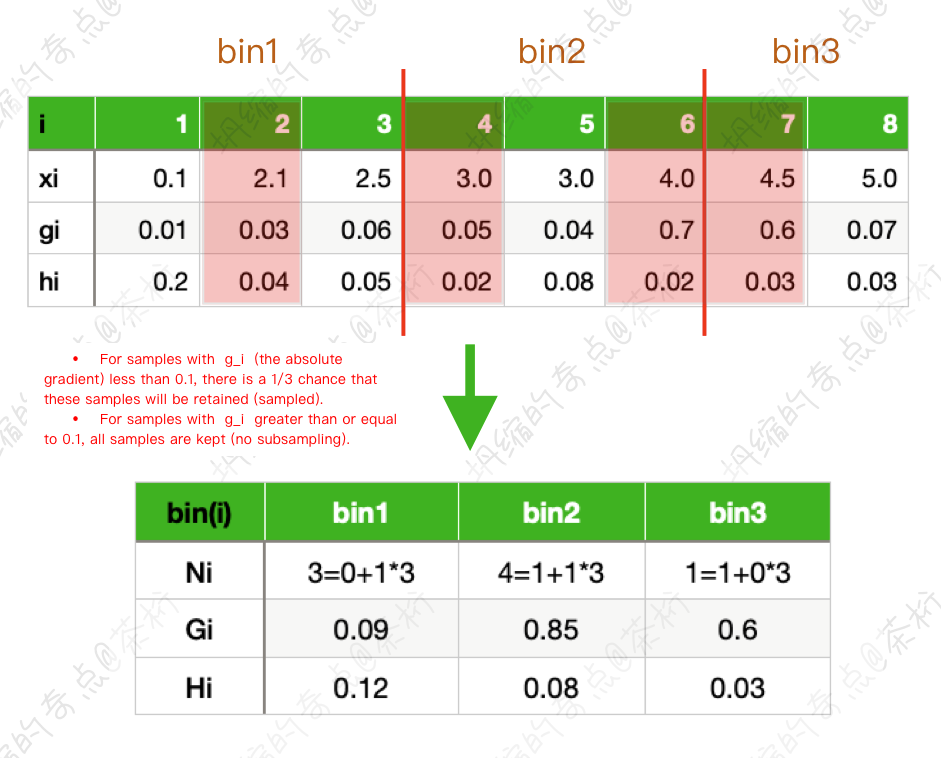 bin1 bin2 bin3
i 1 2 3 4 5 6 7 8
xi 0.1 2.1 2.5 3.0 3.0 4.0 4.5 5.0
gi 0.01 0.03 0.06 0.05 0.04 0.7 0.6 0.07
hi 0.2 0.04 0.05 0.02 0.08 0.02 0.03 0.03
• For samples with g_i (the absolute
gradient) less than 0.1, there is a 1/3 chance that
these samples will be retained (sampled).
• For samples with g_i greater than or equal
to 0.1, all samples are kept (no subsampling).
bin(i) bin1 bin2 bin3
Ni 3=0+1*3 4=1+1*3 1=1+0*3
Gi 0.09 0.85 0.6
Hi 0.12 0.08 0.03